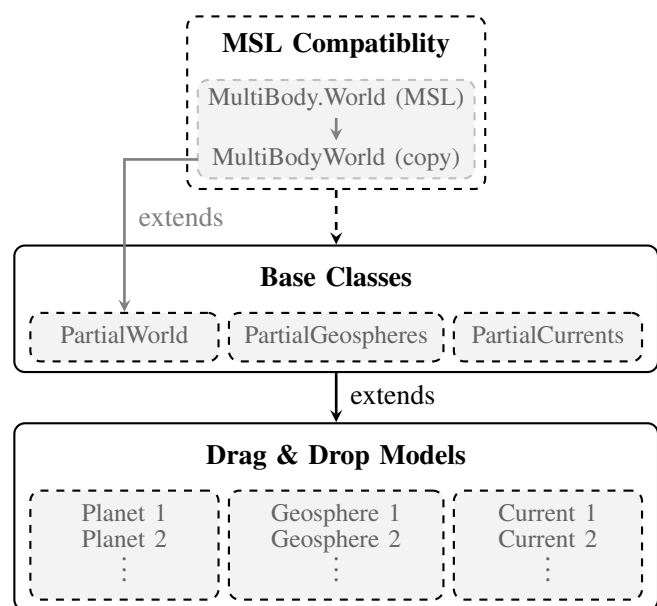 MSL Compatiblity
MultiBody.World (MSL)
MultiBodyWorld (copy)
extends
Base Classes
PartialWorld
PartialGeospheres
PartialCurrents
extends
Drag & Drop Models
Planet 1
Planet 2
⋮
Geosphere 1
Geosphere 2
⋮
Current 1
Current 2
⋮